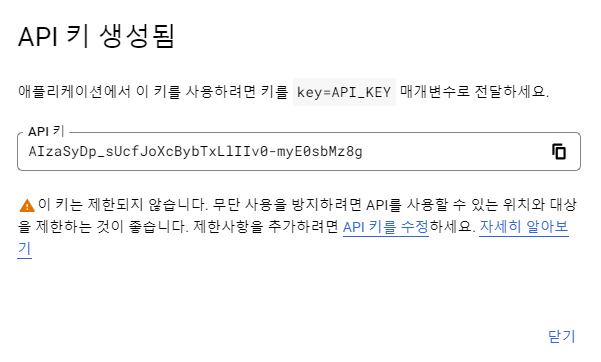 API 키 생성됨
애플리케이션에서 이 키를 사용하려면 키를 key=API_KEY 매개변수로 전달하세요.
API 키
AIzaSyDp_sUcfJoXcBybTxLlIIv0-myE0sbMz8g
이 키는 제한되지 않습니다. 무단 사용을 방지하려면 API를 사용할 수 있는 위치와 대상
을 제한하는 것이 좋습니다. 제한사항을 추가하려면 API 키를 수정하세요. 자세히 알아보
기
닫기